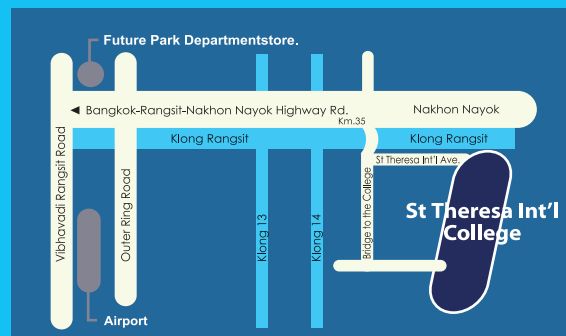 Future Park Departmentstore.
◄ Bangkok-Rangsit-Nakhon Nayok Highway Rd.
Nakhon Nayok
Km.35
Klong Rangsit
Klong Rangsit
St Theresa Int'l Ave.
Vibhavadi Rangsit Road
Outer Ring Road
Klong 13
Klong 14
Bridge to the College
St Theresa Int'l
College
Airport